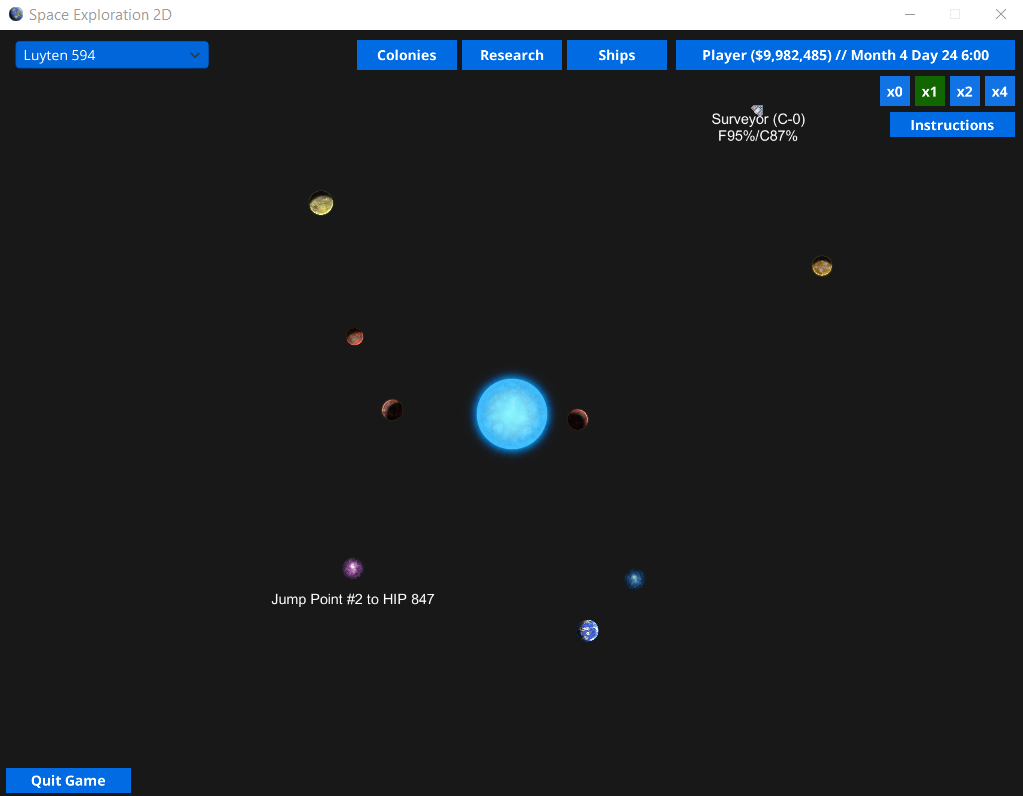 Space Exploration 2D
Luyten 594
Colonies
Research
Ships
Player ($9,982,485) // Month 4 Day 24 6:00
x0
x1
x2
x4
Instructions
Surveyor (C-0)
F95%/C87%
Jump Point #2 to HIP 847
Quit Game